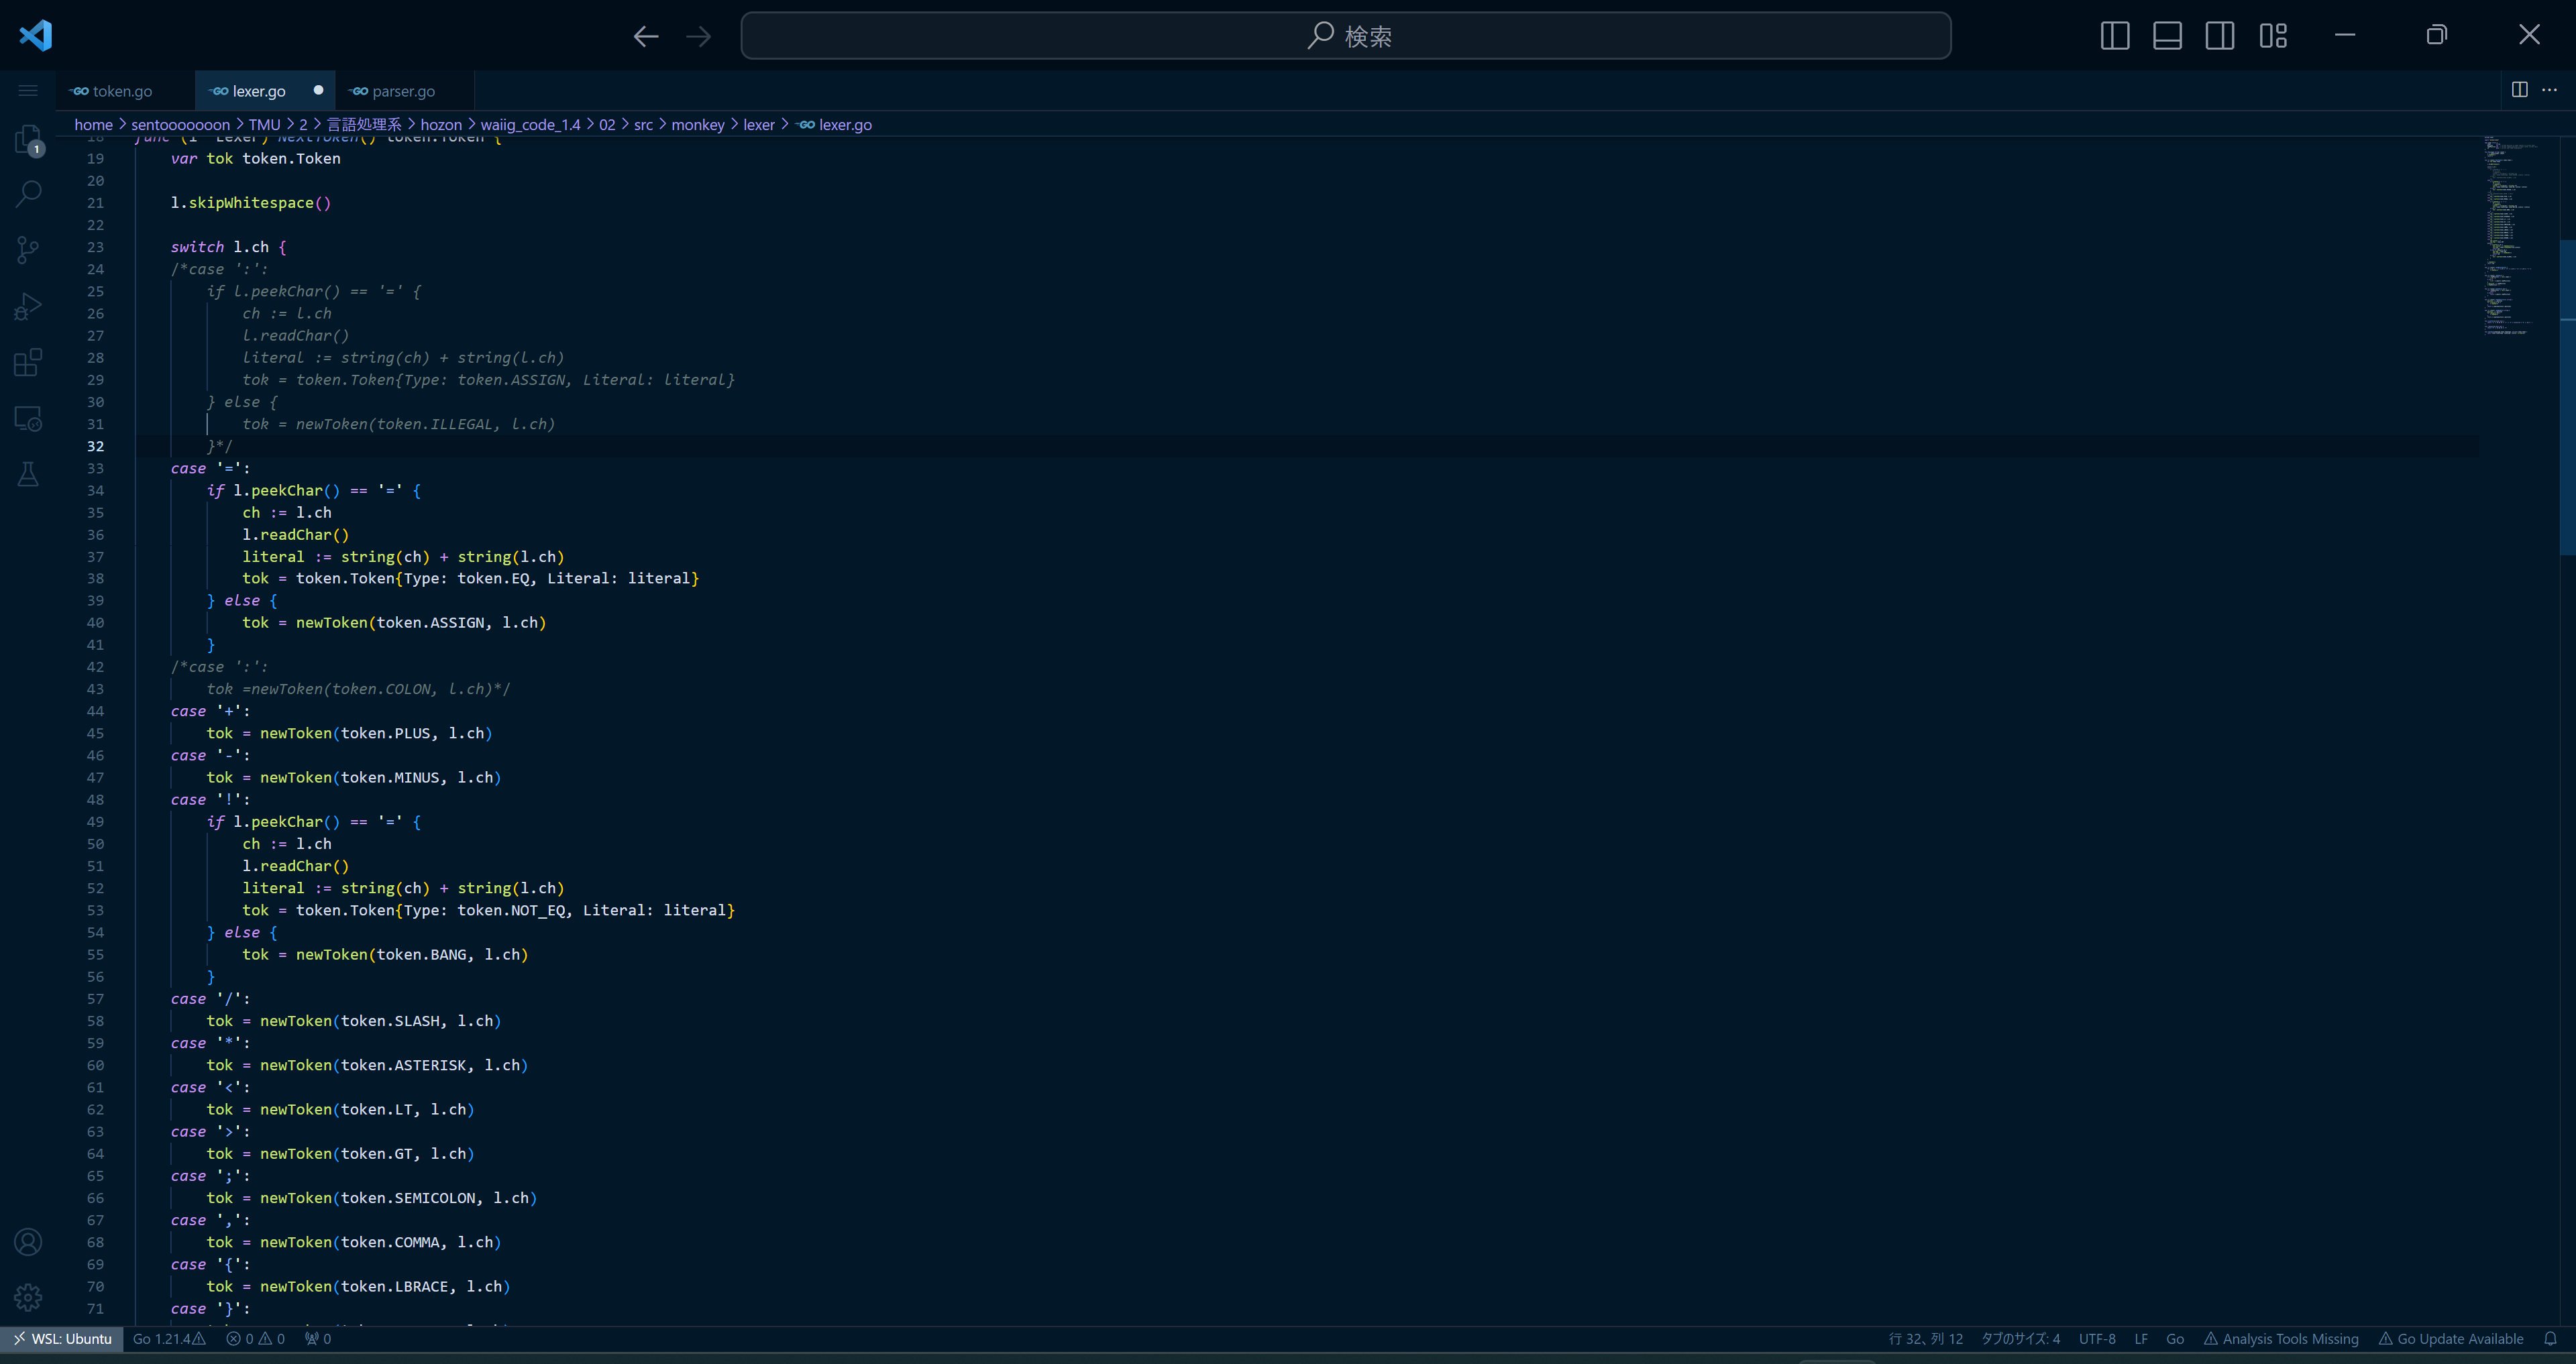 検索
token.go
lexer.go
parser.go
home > sentooooooon > TMU > 2 > 言語処理系 > hozon > waiig_code_1.4 > 02 > src > monkey > lexer > lexer.go
1
18 func (l *Lexer) NextToken() token.Token {
19 var tok token.Token
20
21 l.skipWhitespace()
22
23 switch l.ch {
24 /*case ':':
25 if l.peekChar() == '=' {
26 ch := l.ch
27 l.readChar()
28 literal := string(ch) + string(l.ch)
29 tok = token.Token{Type: token.ASSIGN, Literal: literal}
30 } else {
31 tok = newToken(token.ILLEGAL, l.ch)
32 }*/
33 case '=':
34 if l.peekChar() == '=' {
35 ch := l.ch
36 l.readChar()
37 literal := string(ch) + string(l.ch)
38 tok = token.Token{Type: token.EQ, Literal: literal}
39 } else {
40 tok = newToken(token.ASSIGN, l.ch)
41 }
42 /*case ':':
43 tok =newToken(token.COLON, l.ch)*/
44 case '+':
45 tok = newToken(token.PLUS, l.ch)
46 case '-':
47 tok = newToken(token.MINUS, l.ch)
48 case '!':
49 if l.peekChar() == '=' {
50 ch := l.ch
51 l.readChar()
52 literal := string(ch) + string(l.ch)
53 tok = token.Token{Type: token.NOT_EQ, Literal: literal}
54 } else {
55 tok = newToken(token.BANG, l.ch)
56 }
57 case '/':
58 tok = newToken(token.SLASH, l.ch)
59 case '*':
60 tok = newToken(token.ASTERISK, l.ch)
61 case '<':
62 tok = newToken(token.LT, l.ch)
63 case '>':
64 tok = newToken(token.GT, l.ch)
65 case ';':
66 tok = newToken(token.SEMICOLON, l.ch)
67 case ',':
68 tok = newToken(token.COMMA, l.ch)
69 case '{':
70 tok = newToken(token.LBRACE, l.ch)
71 case '}':
WSL: Ubuntu Go 1.21.4 0 0 0 行 32、列 12 タブのサイズ: 4 UTF-8 LF Go Analysis Tools Missing Go Update Available